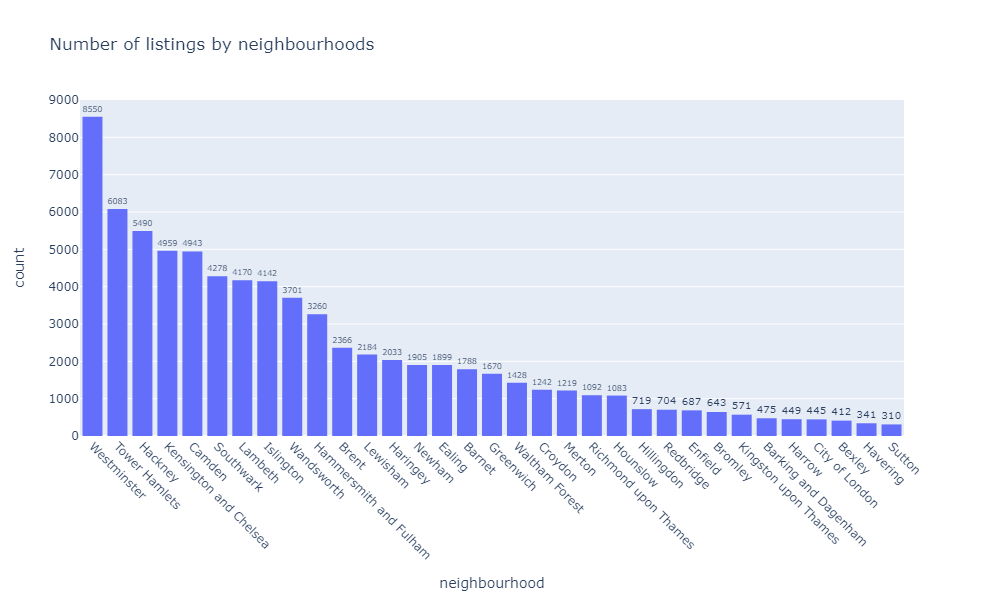 Number of listings by neighbourhoods
count
9000
8000
7000
6000
5000
4000
3000
2000
1000
0
8550
6083
5490
4959
4943
4278
4170
4142
3701
3260
2366
2184
2033
1905
1899
1788
1670
1428
1242
1219
1092
1083
719
704
687
643
571
475
449
445
412
341
310
Westminster
Tower Hamlets
Hackney
Kensington and Chelsea
Camden
Southwark
Lambeth
Islington
Wandsworth
Hammersmith and Fulham
Brent
Lewisham
Haringey
Newham
Ealing
Barnet
Greenwich
Waltham Forest
Croydon
Merton
Richmond upon Thames
Hounslow
Hillingdon
Redbridge
Enfield
Bromley
Kingston upon Thames
Barking and Dagenham
Harrow
City of London
Bexley
Havering
Sutton
neighbourhood